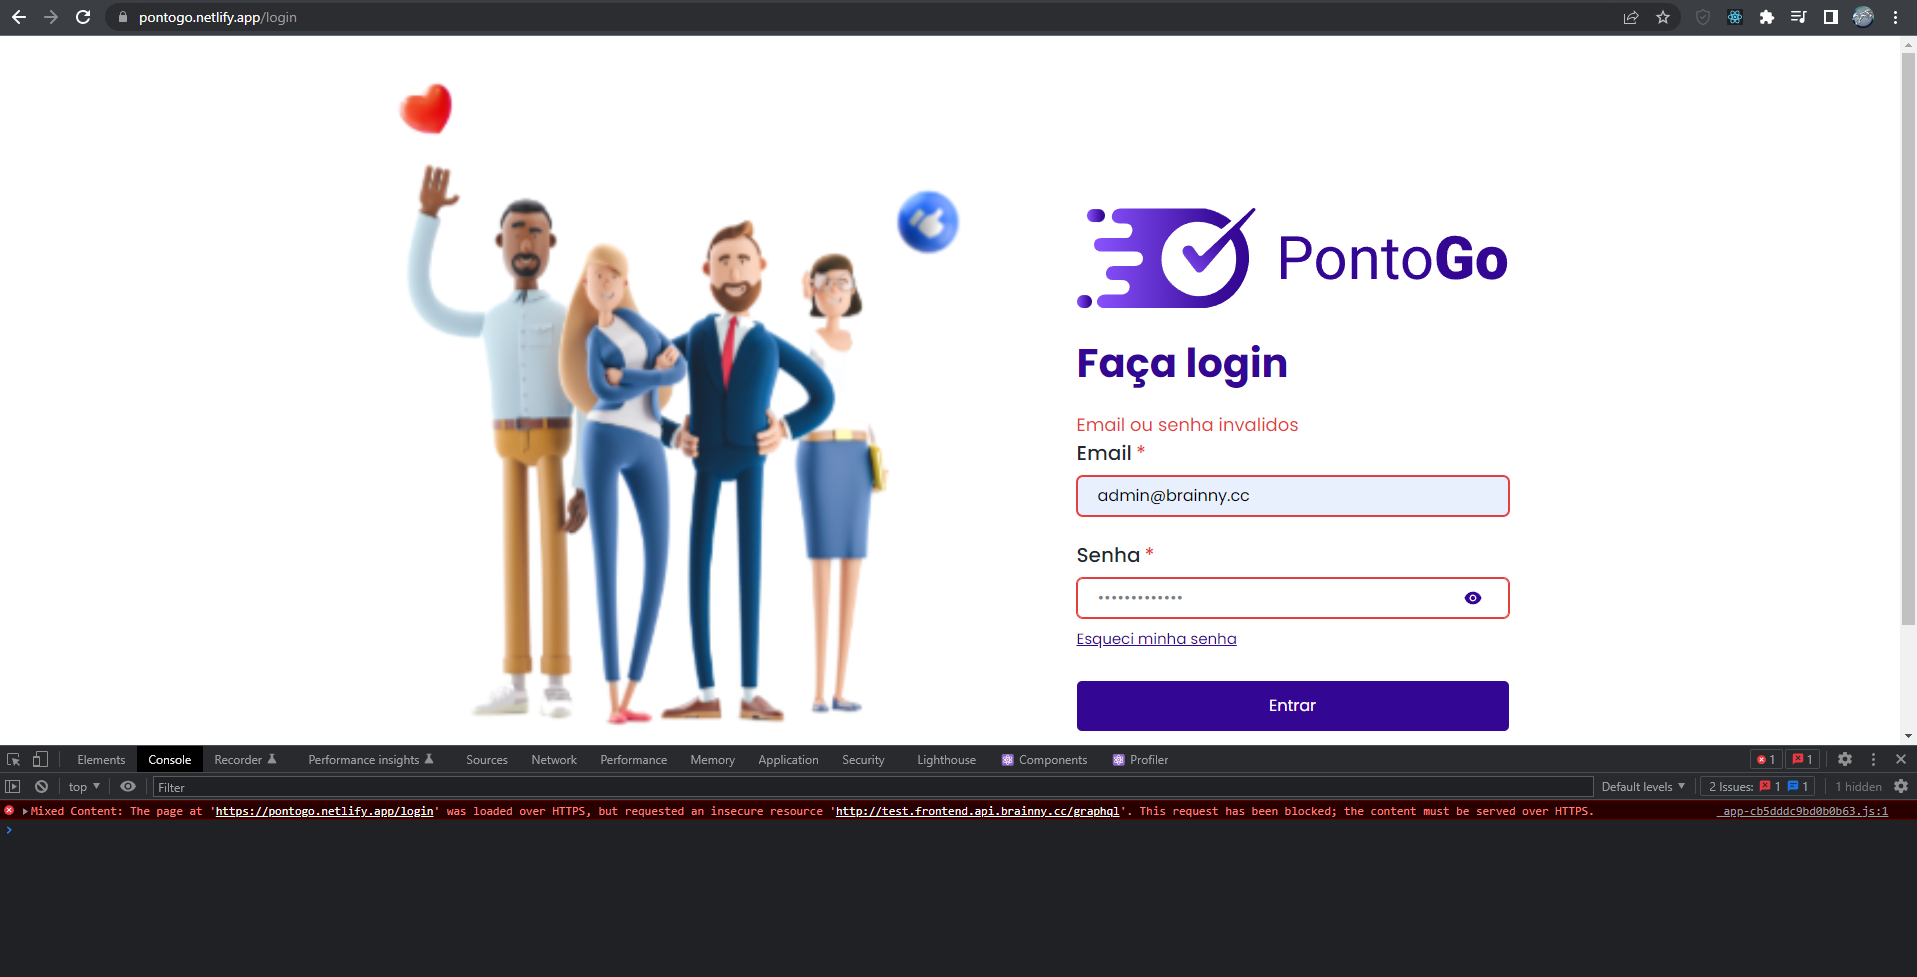 pontogo.netlify.app/login
PontoGo
Faça login
Email ou senha invalidos
Email *
admin@brainny.cc
Senha *
•••••••••••••
Esqueci minha senha
Entrar
Elements Console Recorder Performance insights Sources Network Performance Memory Application Security Lighthouse Components Profiler 1 1
top Filter Default levels 2 Issues: 1 1 1 hidden
Mixed Content: The page at 'https://pontogo.netlify.app/login' was loaded over HTTPS, but requested an insecure resource 'http://test.frontend.api.brainny.cc/graphql'. This request has been blocked; the content must be served over HTTPS. _app-cb5dddc9bd0b0b63.js:1